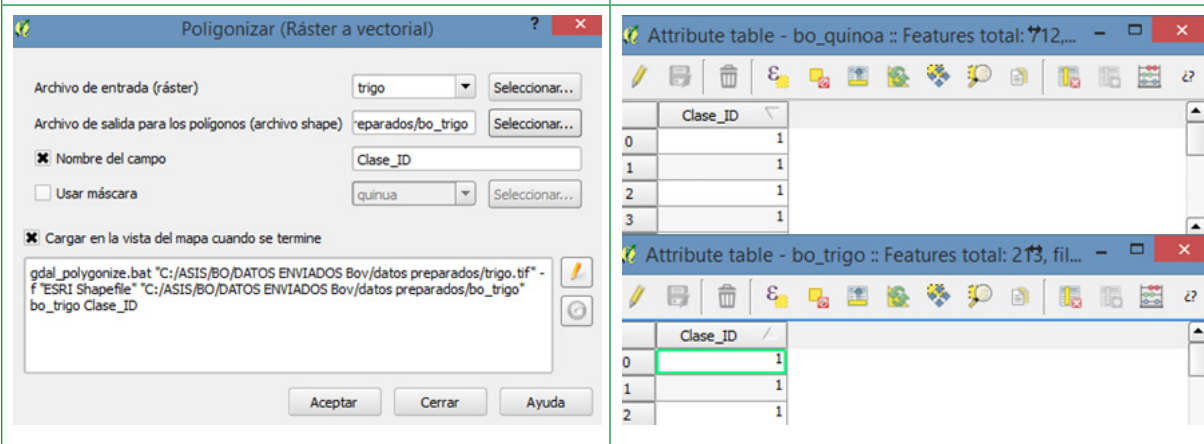 Poligonizar (Ráster a vectorial)
Archivo de entrada (ráster)
trigo
Seleccionar...
Archivo de salida para los polígonos (archivo shape)
reparados/bo_trigo
Seleccionar...
Nombre del campo
Clase_ID
Usar máscara
quinua
Seleccionar...
Cargar en la vista del mapa cuando se termine
gdal_polygonize.bat "C:/ASIS/BO/DATOS ENVIADOS Bov/datos preparados/trigo.tif" -
f "ESRI Shapefile" "C:/ASIS/BO/DATOS ENVIADOS Bov/datos preparados/bo_trigo"
bo_trigo Clase_ID
Aceptar
Cerrar
Ayuda
Attribute table - bo_quinoa :: Features total: 712,...
Clase_ID
0 1
1 1
2 1
3 1
Attribute table - bo_trigo :: Features total: 213, fil...
Clase_ID
0 1
1 1
2 1